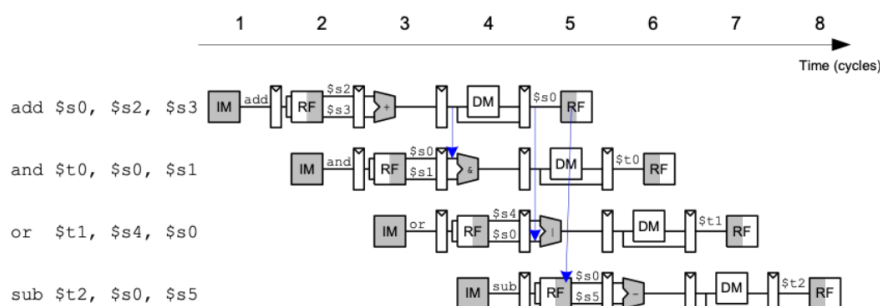 1 2 3 4 5 6 7 8
Time (cycles)
add $s0, $s2, $s3 IM add RF $s2 $s3 + DM $s0 RF
and $t0, $s0, $s1 IM and RF $s0 $s1 & DM $t0 RF
or $t1, $s4, $s0 IM or RF $s4 $s0 | DM $t1 RF
sub $t2, $s0, $s5 IM sub RF $s0 $s5 - DM $t2 RF